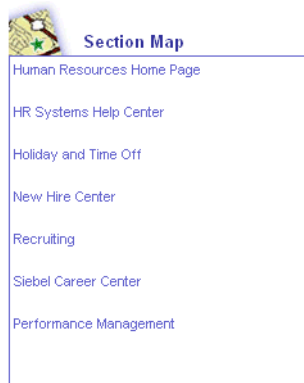 Section Map
Human Resources Home Page
HR Systems Help Center
Holiday and Time Off
New Hire Center
Recruiting
Siebel Career Center
Performance Management